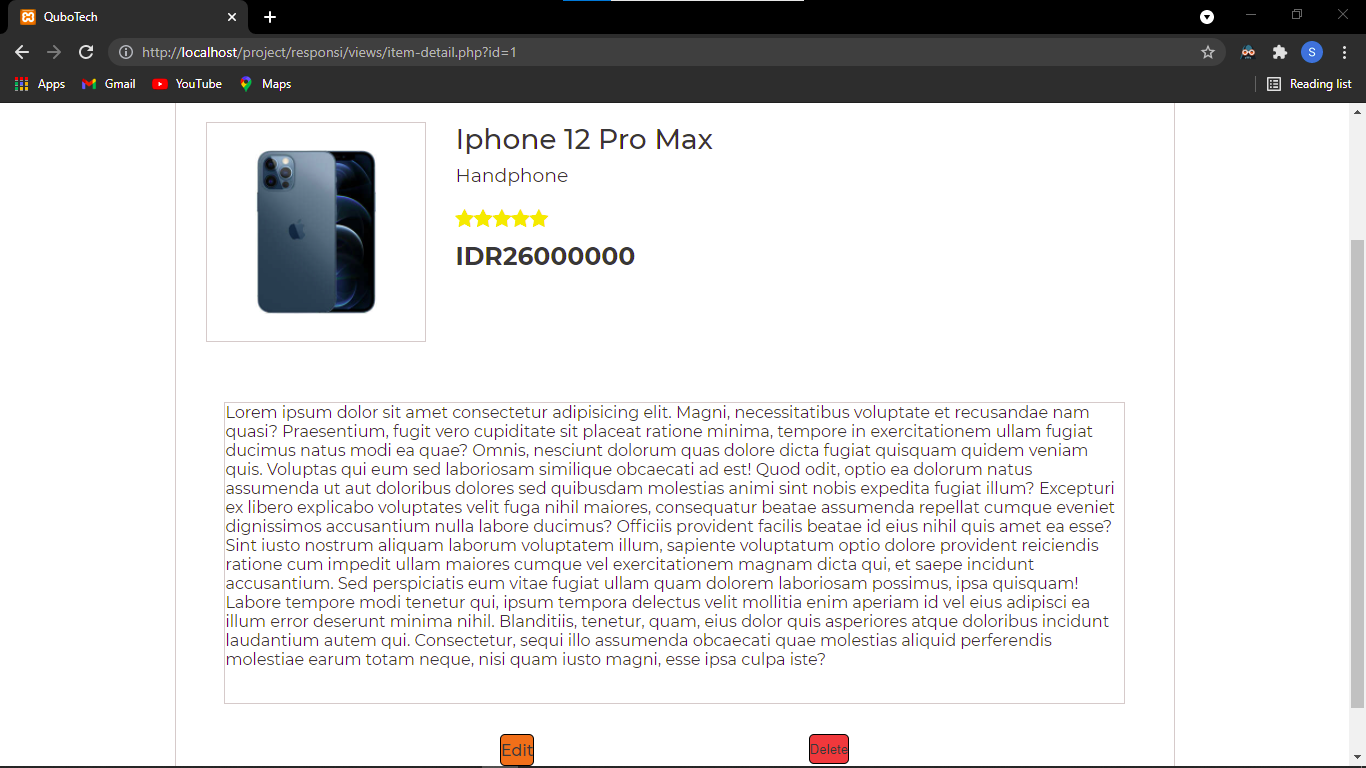 QuboTech
http://localhost/project/responsi/views/item-detail.php?id=1
S
Apps
Gmail
YouTube
Maps
Reading list
Iphone 12 Pro Max
Handphone
IDR26000000
Lorem ipsum dolor sit amet consectetur adipisicing elit. Magni, necessitatibus voluptate et recusandae nam
quasi? Praesentium, fugit vero cupiditate sit placeat ratione minima, tempore in exercitationem ullam fugiat
ducimus natus modi ea quae? Omnis, nesciunt dolorum quas dolore dicta fugiat quisquam quidem veniam
quis. Voluptas qui eum sed laboriosam similique obcaecati ad est! Quod odit, optio ea dolorum natus
assumenda ut aut doloribus dolores sed quibusdam molestias animi sint nobis expedita fugiat illum? Excepturi
ex libero explicabo voluptates velit fuga nihil maiores, consequatur beatae assumenda repellat cumque eveniet
dignissimos accusantium nulla labore ducimus? Officiis provident facilis beatae id eius nihil quis amet ea esse?
Sint iusto nostrum aliquam laborum voluptatem illum, sapiente voluptatum optio dolore provident reiciendis
ratione cum impedit ullam maiores cumque vel exercitationem magnam dicta qui, et saepe incidunt
accusantium. Sed perspiciatis eum vitae fugiat ullam quam dolorem laboriosam possimus, ipsa quisquam!
Labore tempore modi tenetur qui, ipsum tempora delectus velit mollitia enim aperiam id vel eius adipisci ea
illum error deserunt minima nihil. Blanditiis, tenetur, quam, eius dolor quis asperiores atque doloribus incidunt
laudantium autem qui. Consectetur, sequi illo assumenda obcaecati quae molestias aliquid perferendis
molestiae earum totam neque, nisi quam iusto magni, esse ipsa culpa iste?
Edit
Delete